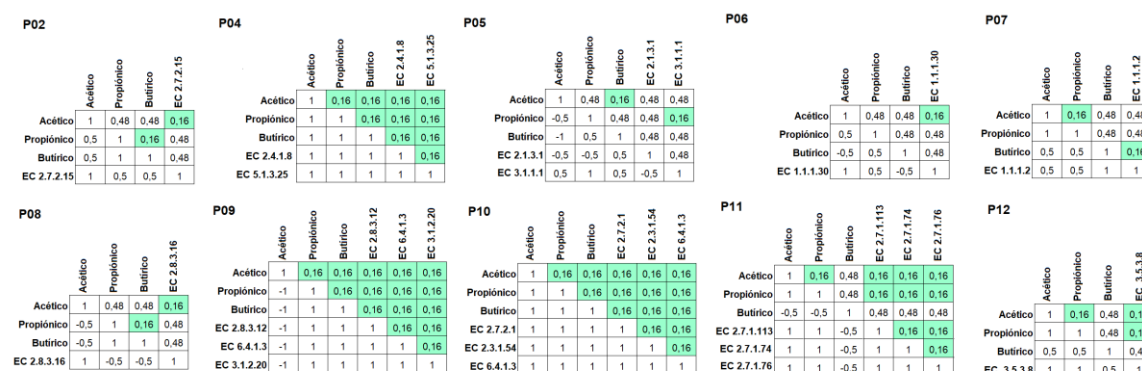 P02
Acético Propiónico Butírico EC 2.7.2.15
Acético 1 0,48 0,48 0,16
Propiónico 0,5 1 0,16 0,48
Butírico 0,5 1 1 0,48
EC 2.7.2.15 1 0,5 0,5 1
P04
Acético Propiónico Butírico EC 2.4.1.8 EC 5.1.3.25
Acético 1 0,16 0,16 0,16 0,16
Propiónico 1 1 0,16 0,16 0,16
Butírico 1 1 1 0,16 0,16
EC 2.4.1.8 1 1 1 1 0,16
EC 5.1.3.25 1 1 1 1 1
P05
Acético Propiónico Butírico EC 2.1.3.1 EC 3.1.1.1
Acético 1 0,48 0,16 0,48 0,48
Propiónico -0,5 1 0,48 0,48 0,16
Butírico -1 0,5 1 0,48 0,48
EC 2.1.3.1 -0,5 -0,5 0,5 1 0,48
EC 3.1.1.1 0,5 1 0,5 -0,5 1
P06
Acético Propiónico Butírico EC 1.1.1.30
Acético 1 0,48 0,48 0,16
Propiónico 0,5 1 0,48 0,48
Butírico -0,5 0,5 1 0,48
EC 1.1.1.30 1 0,5 -0,5 1
P07
Acético Propiónico Butírico EC 1.1.1.2
Acético 1 0,16 0,48 0,48
Propiónico 1 1 0,48 0,48
Butírico 0,5 0,5 1 0,16
EC 1.1.1.2 0,5 0,5 1 1
P08
Acético Propiónico Butírico EC 2.8.3.16
Acético 1 0,48 0,48 0,16
Propiónico -0,5 1 0,16 0,48
Butírico -0,5 1 1 0,48
EC 2.8.3.16 1 -0,5 -0,5 1
P09
Acético Propiónico Butírico EC 2.8.3.12 EC 6.4.1.3 EC 3.1.2.20
Acético 1 0,16 0,16 0,16 0,16 0,16
Propiónico -1 1 0,16 0,16 0,16 0,16
Butírico -1 1 1 0,16 0,16 0,16
EC 2.8.3.12 -1 1 1 1 0,16 0,16
EC 6.4.1.3 -1 1 1 1 1 0,16
EC 3.1.2.20 -1 1 1 1 1 1
P10
Acético Propiónico Butírico EC 2.7.2.1 EC 2.3.1.54 EC 6.4.1.3
Acético 1 0,16 0,16 0,16 0,16 0,16
Propiónico 1 1 0,16 0,16 0,16 0,16
Butírico 1 1 1 0,16 0,16 0,16
EC 2.7.2.1 1 1 1 1 0,16 0,16
EC 2.3.1.54 1 1 1 1 1 0,16
EC 6.4.1.3 1 1 1 1 1 1
P11
Acético Propiónico Butírico EC 2.7.1.113 EC 2.7.1.74 EC 2.7.1.76
Acético 1 0,16 0,48 0,16 0,16 0,16
Propiónico 1 1 0,48 0,16 0,16 0,16
Butírico -0,5 -0,5 1 0,48 0,48 0,48
EC 2.7.1.113 1 1 -0,5 1 0,16 0,16
EC 2.7.1.74 1 1 -0,5 1 1 0,16
EC 2.7.1.76 1 1 -0,5 1 1 1
P12
Acético Propiónico Butírico EC 3.5.3.8
Acético 1 0,16 0,48
Propiónico 1 1 0,48
Butírico 0,5 0,5 1
EC 3.5.3.8 1 1 0,5 1